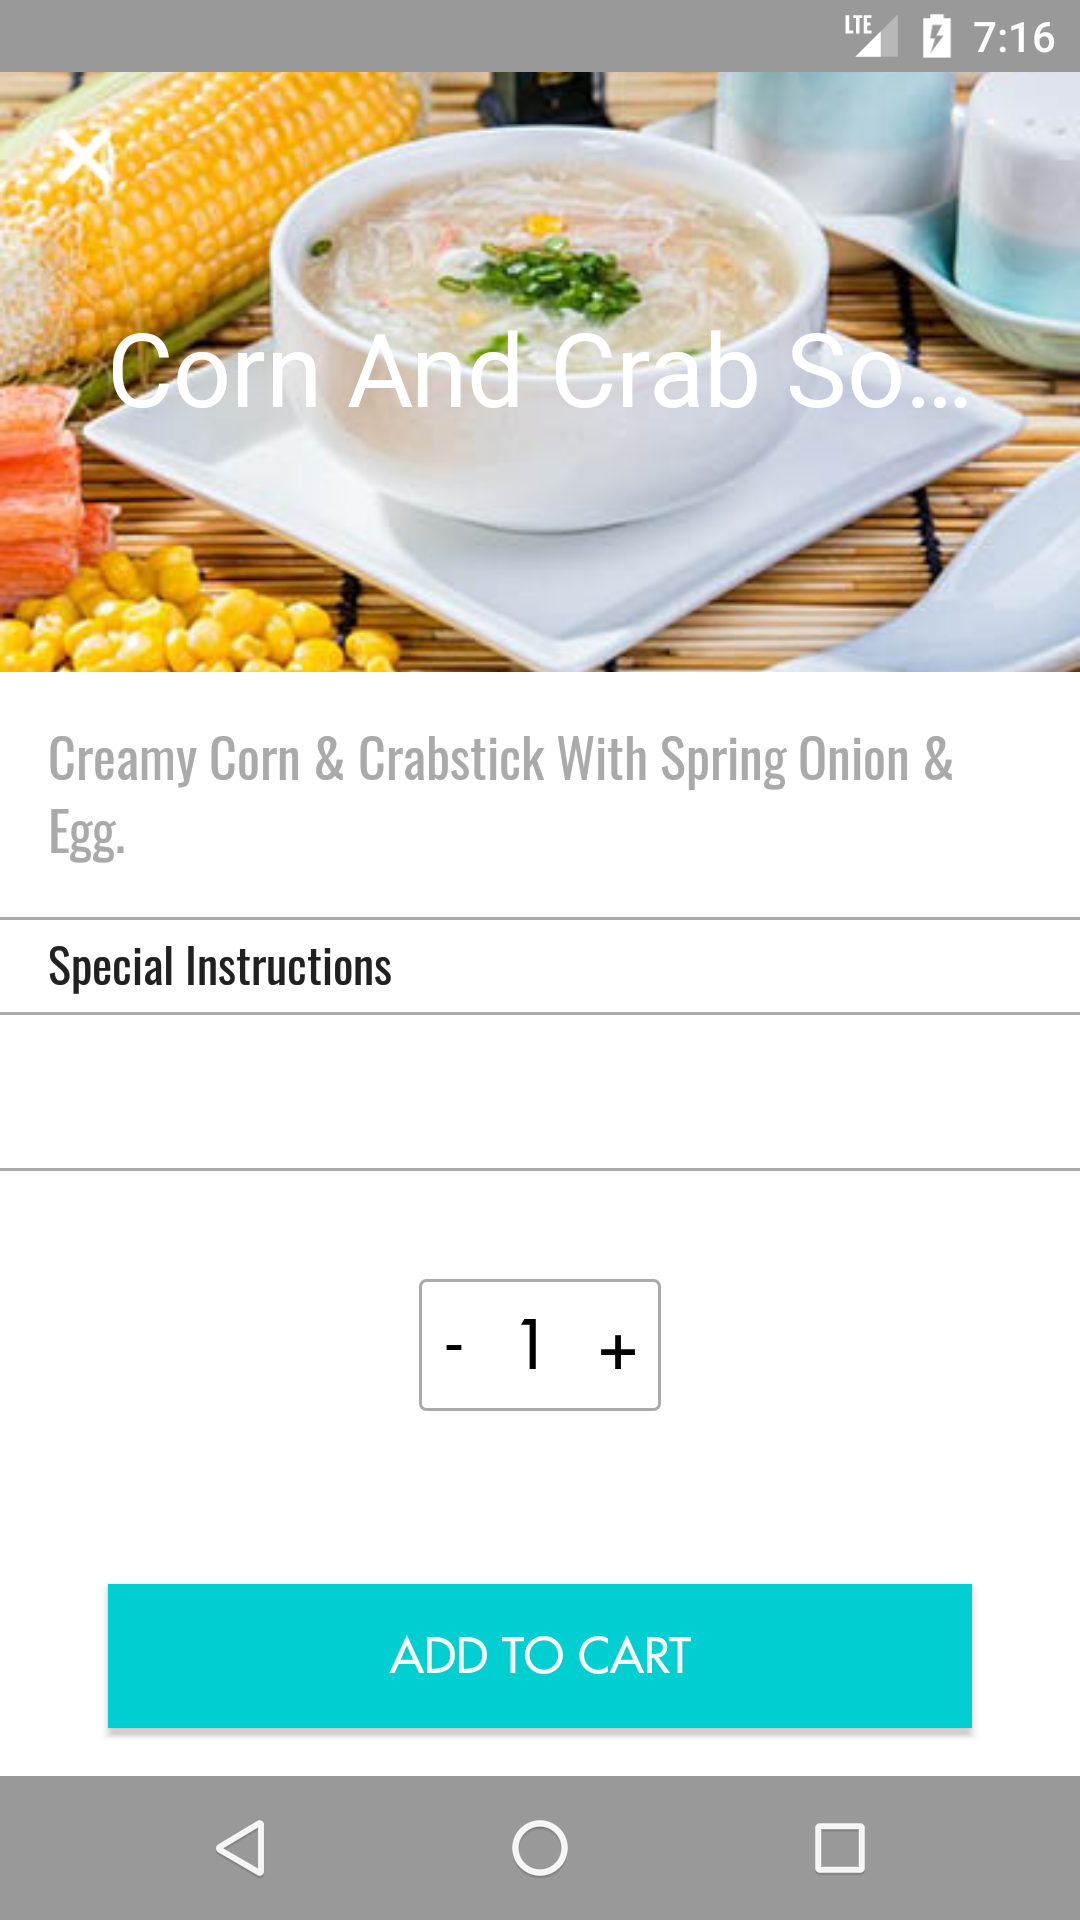 LTE 7:16
Corn And Crab So...
Creamy Corn & Crabstick With Spring Onion &
Egg.
Special Instructions
- 1 +
ADD TO CART